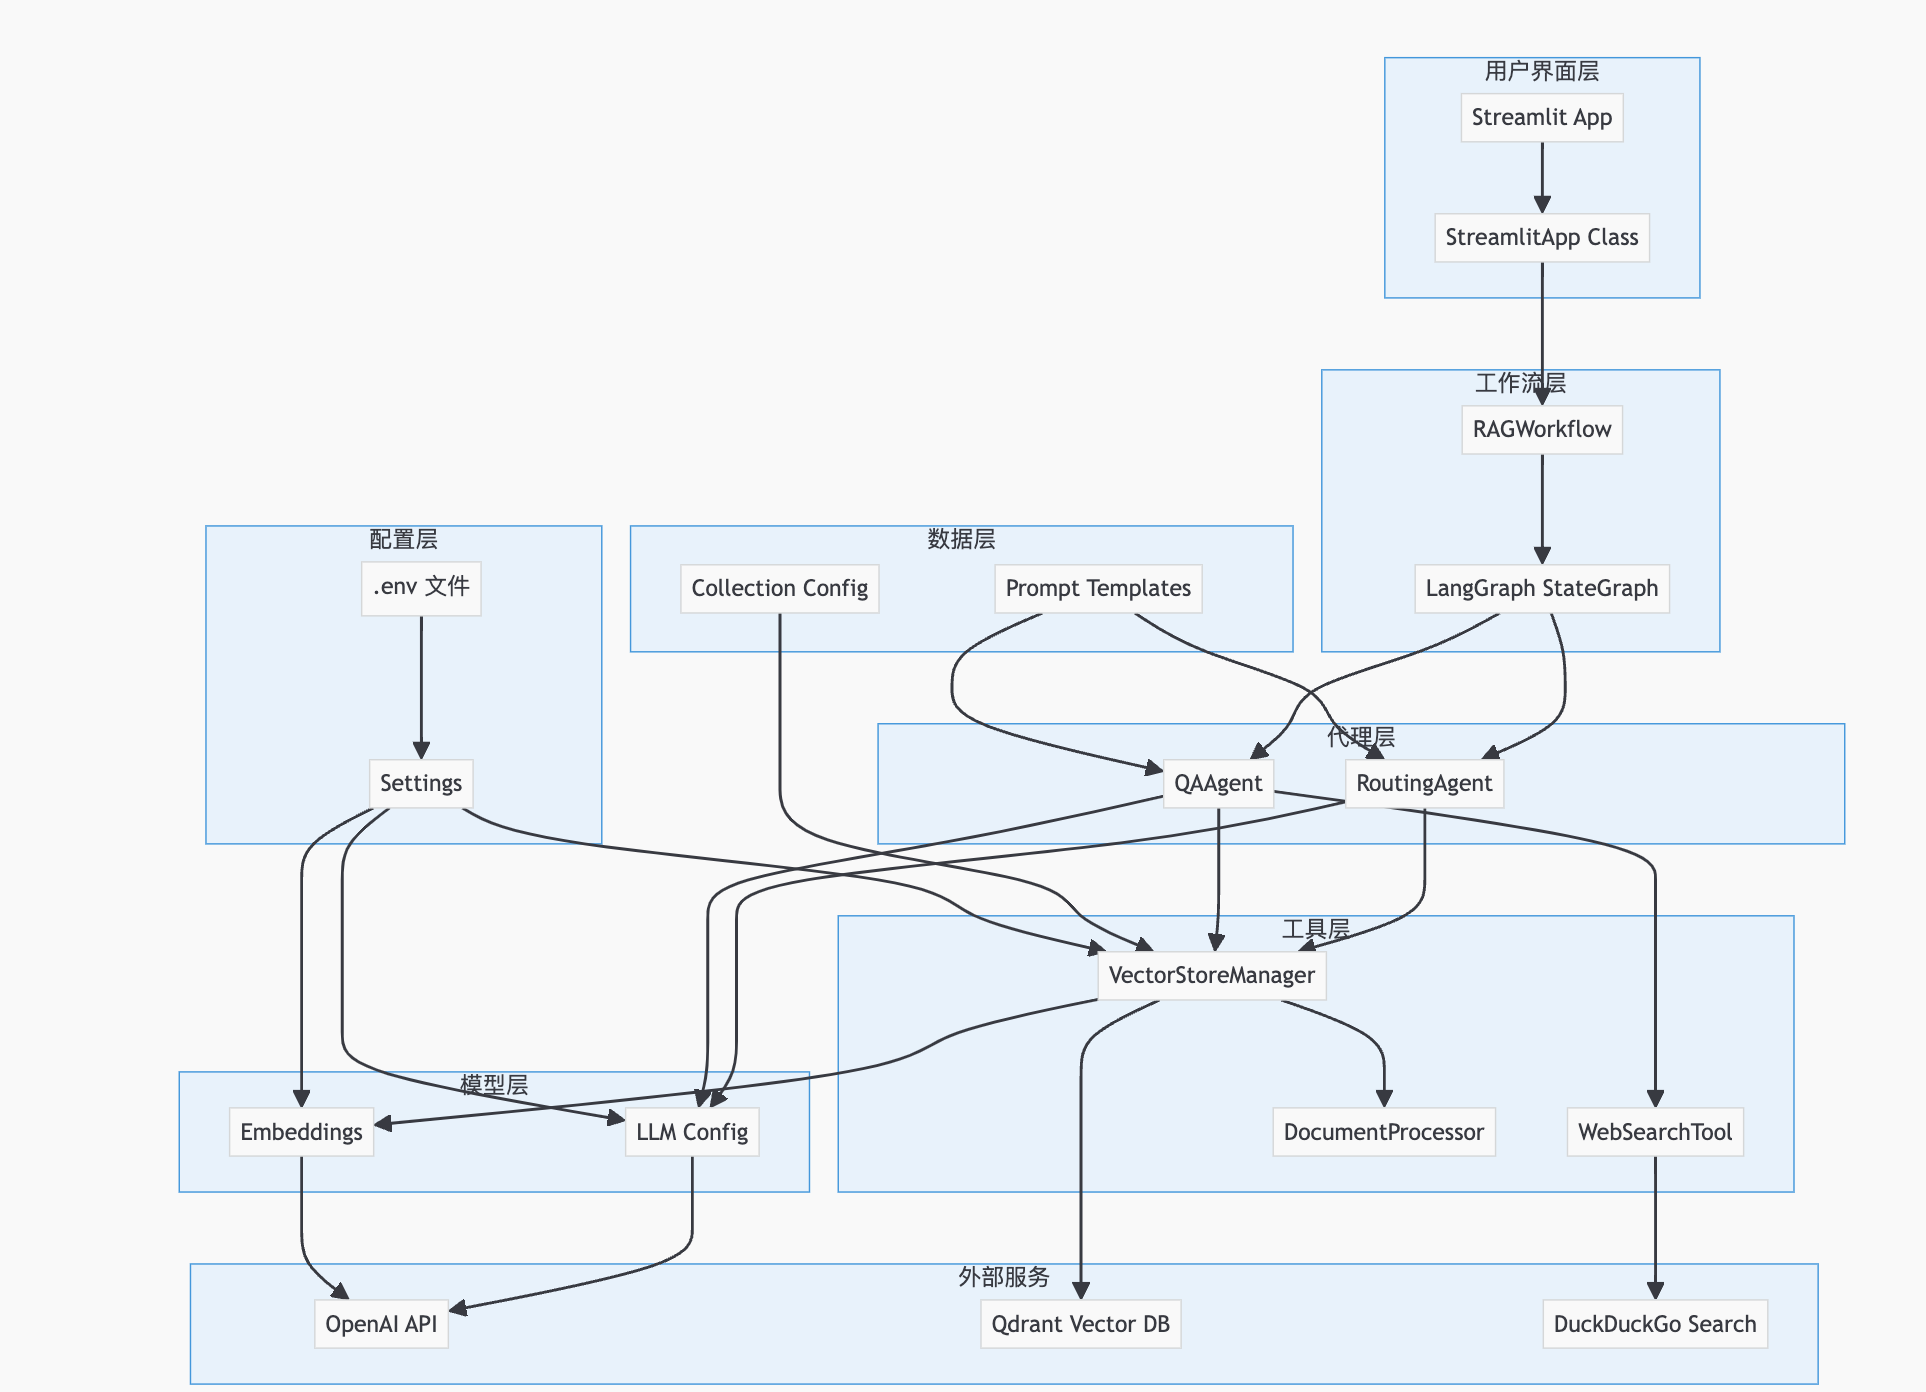 用户界面层
Streamlit App
StreamlitApp Class
工作流层
RAGWorkflow
LangGraph StateGraph
配置层
.env 文件
Settings
数据层
Collection Config
Prompt Templates
代理层
QAAgent
RoutingAgent
工具层
VectorStoreManager
DocumentProcessor
WebSearchTool
模型层
Embeddings
LLM Config
外部服务
OpenAI API
Qdrant Vector DB
DuckDuckGo Search